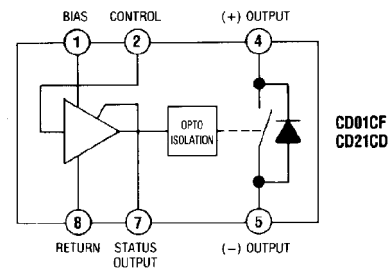 BIAS CONTROL (+) OUTPUT
1 2 4
OPTO
ISOLATION
CD01CF
CD21CD
8 7 5
RETURN STATUS (−) OUTPUT
OUTPUT